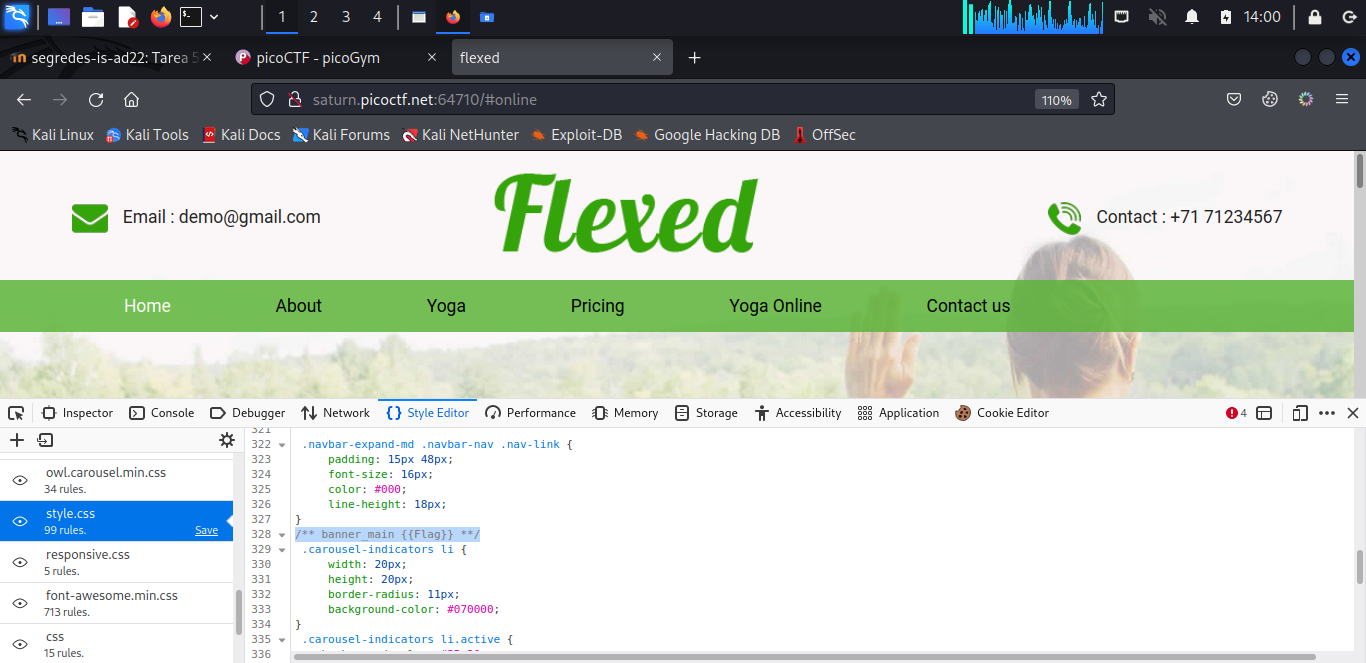 1 2 3 4 14:00
segredes-is-ad22: Tarea 5 picoCTF - picoGym flexed
saturn.picoctf.net:64710/#online 110%
Kali Linux Kali Tools Kali Docs Kali Forums Kali NetHunter Exploit-DB Google Hacking DB OffSec
Email : demo@gmail.com Flexed Contact : +71 71234567
Home About Yoga Pricing Yoga Online Contact us
Inspector Console Debugger Network Style Editor Performance Memory Storage Accessibility Application Cookie Editor 4
owl.carousel.min.css
34 rules.
style.css
99 rules. Save
responsive.css
5 rules.
font-awesome.min.css
713 rules.
css
15 rules.
321
322 .navbar-expand-md .navbar-nav .nav-link {
323 padding: 15px 48px;
324 font-size: 16px;
325 color: #000;
326 line-height: 18px;
327 }
328 /** banner_main {{Flag}} **/
329 .carousel-indicators li {
330 width: 20px;
331 height: 20px;
332 border-radius: 11px;
333 background-color: #070000;
334 }
335 .carousel-indicators li.active {
336